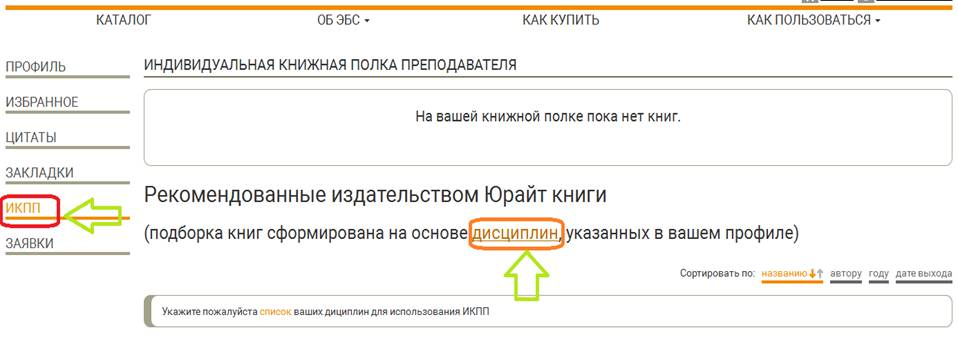 КАТАЛОГ ОБ ЭБС КАК КУПИТЬ КАК ПОЛЬЗОВАТЬСЯ
ПРОФИЛЬ
ИЗБРАННОЕ
ЦИТАТЫ
ЗАКЛАДКИ
ИКПП
ЗАЯВКИ
ИНДИВИДУАЛЬНАЯ КНИЖНАЯ ПОЛКА ПРЕПОДАВАТЕЛЯ
На вашей книжной полке пока нет книг.
Рекомендованные издательством Юрайт книги
(подборка книг сформирована на основе дисциплин, указанных в вашем профиле)
Сортировать по: названию автору году дате выхода
Укажите пожалуйста список ваших дициплин для использования ИКПП